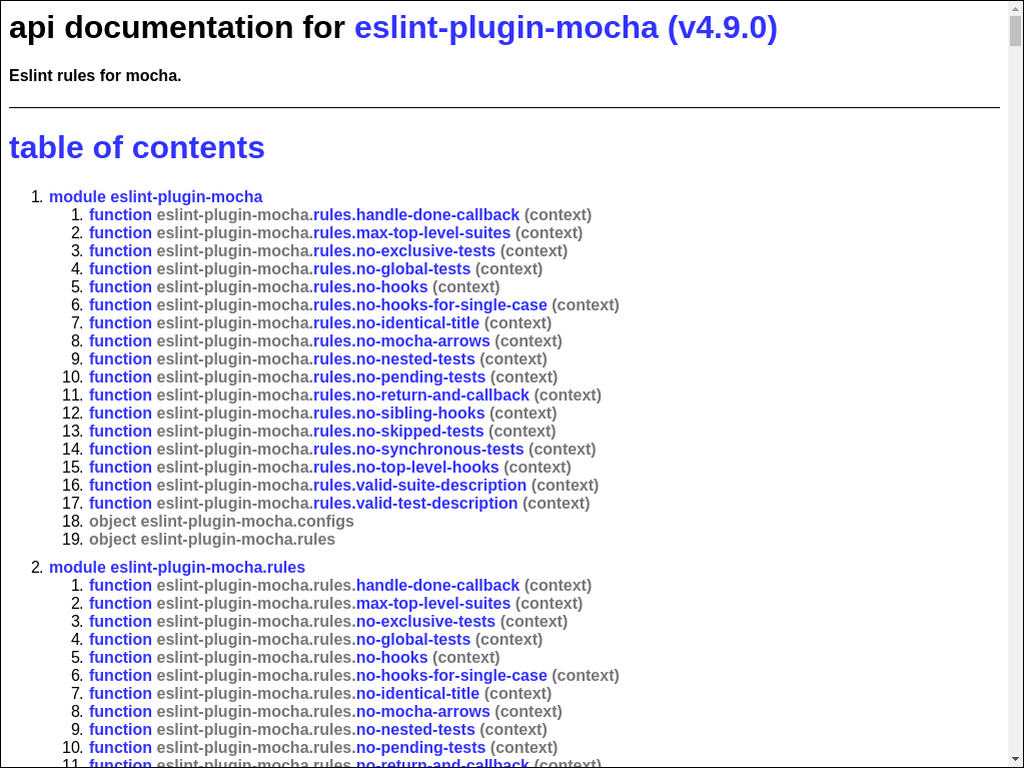 api documentation for eslint-plugin-mocha (v4.9.0)
Eslint rules for mocha.
table of contents
1. module eslint-plugin-mocha
1. function eslint-plugin-mocha.rules.handle-done-callback (context)
2. function eslint-plugin-mocha.rules.max-top-level-suites (context)
3. function eslint-plugin-mocha.rules.no-exclusive-tests (context)
4. function eslint-plugin-mocha.rules.no-global-tests (context)
5. function eslint-plugin-mocha.rules.no-hooks (context)
6. function eslint-plugin-mocha.rules.no-hooks-for-single-case (context)
7. function eslint-plugin-mocha.rules.no-identical-title (context)
8. function eslint-plugin-mocha.rules.no-mocha-arrows (context)
9. function eslint-plugin-mocha.rules.no-nested-tests (context)
10. function eslint-plugin-mocha.rules.no-pending-tests (context)
11. function eslint-plugin-mocha.rules.no-return-and-callback (context)
12. function eslint-plugin-mocha.rules.no-sibling-hooks (context)
13. function eslint-plugin-mocha.rules.no-skipped-tests (context)
14. function eslint-plugin-mocha.rules.no-synchronous-tests (context)
15. function eslint-plugin-mocha.rules.no-top-level-hooks (context)
16. function eslint-plugin-mocha.rules.valid-suite-description (context)
17. function eslint-plugin-mocha.rules.valid-test-description (context)
18. object eslint-plugin-mocha.configs
19. object eslint-plugin-mocha.rules
2. module eslint-plugin-mocha.rules
1. function eslint-plugin-mocha.rules.handle-done-callback (context)
2. function eslint-plugin-mocha.rules.max-top-level-suites (context)
3. function eslint-plugin-mocha.rules.no-exclusive-tests (context)
4. function eslint-plugin-mocha.rules.no-global-tests (context)
5. function eslint-plugin-mocha.rules.no-hooks (context)
6. function eslint-plugin-mocha.rules.no-hooks-for-single-case (context)
7. function eslint-plugin-mocha.rules.no-identical-title (context)
8. function eslint-plugin-mocha.rules.no-mocha-arrows (context)
9. function eslint-plugin-mocha.rules.no-nested-tests (context)
10. function eslint-plugin-mocha.rules.no-pending-tests (context)
11. function eslint-plugin-mocha.rules.no-return-and-callback (context)